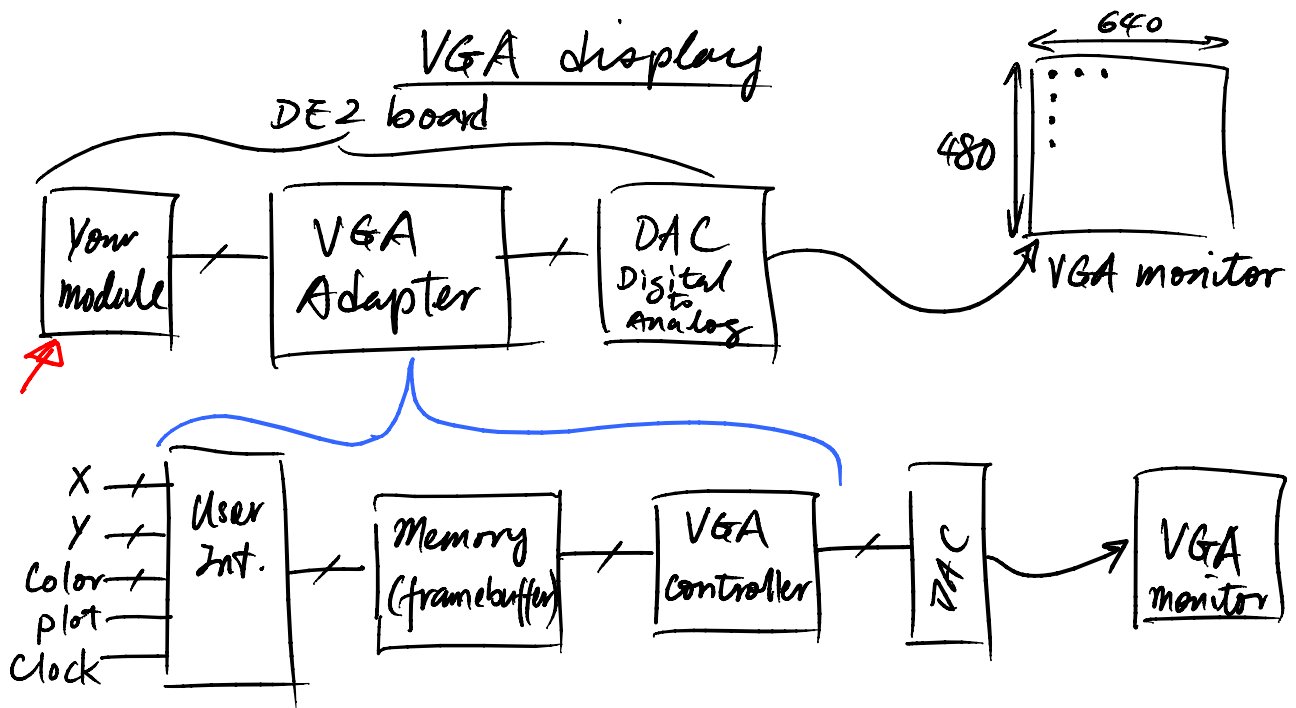 VGA display
640
DE2 board
480
Your
module
VGA
Adapter
DAC
Digital
to
Analog
VGA monitor
X
Y
Color
plot
Clock
User
Int.
Memory
(framebuffer)
VGA
Controller
DAC
VGA
monitor